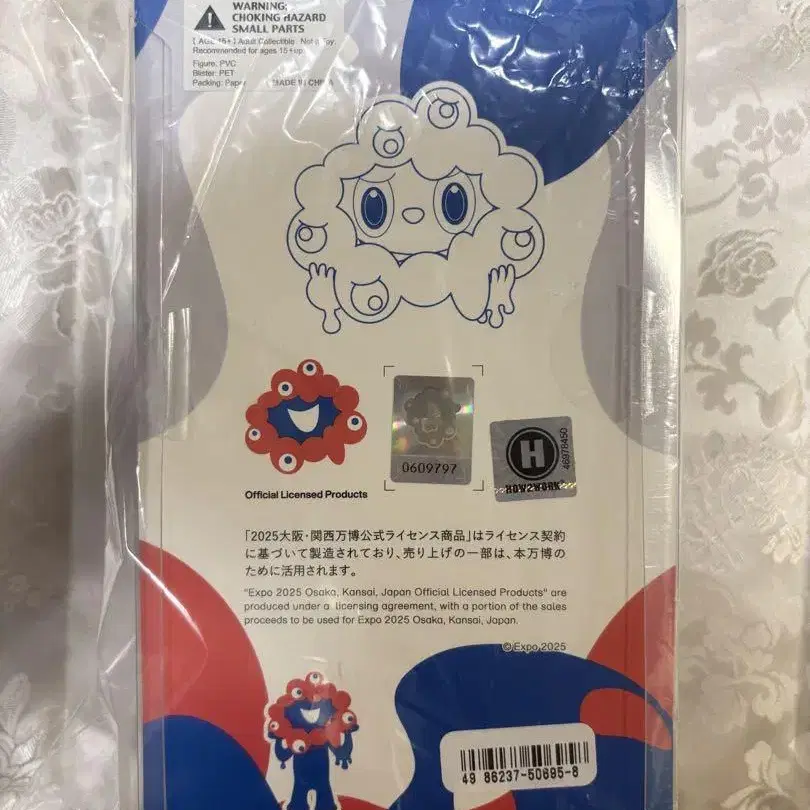 WARNING:
CHOKING HAZARD
SMALL PARTS
[ AGE 15+ ] Adult Collectible. Not a Toy.
Recommended for ages 15+up.
Figure: PVC
Blister: PET
Packing: Paper MADE IN CHINA
0609797
H
HOW2WORK
46978450
Official Licensed Products
「2025大阪・関西万博公式ライセンス商品」はライセンス契約
に基づいて製造されており、売り上げの一部は、本万博の
ために活用されます。
"Expo 2025 Osaka, Kansai, Japan Official Licensed Products" are
produced under a licensing agreement, with a portion of the sales
proceeds to be used for Expo 2025 Osaka, Kansai, Japan.
©Expo 2025
49 86237-50895-8